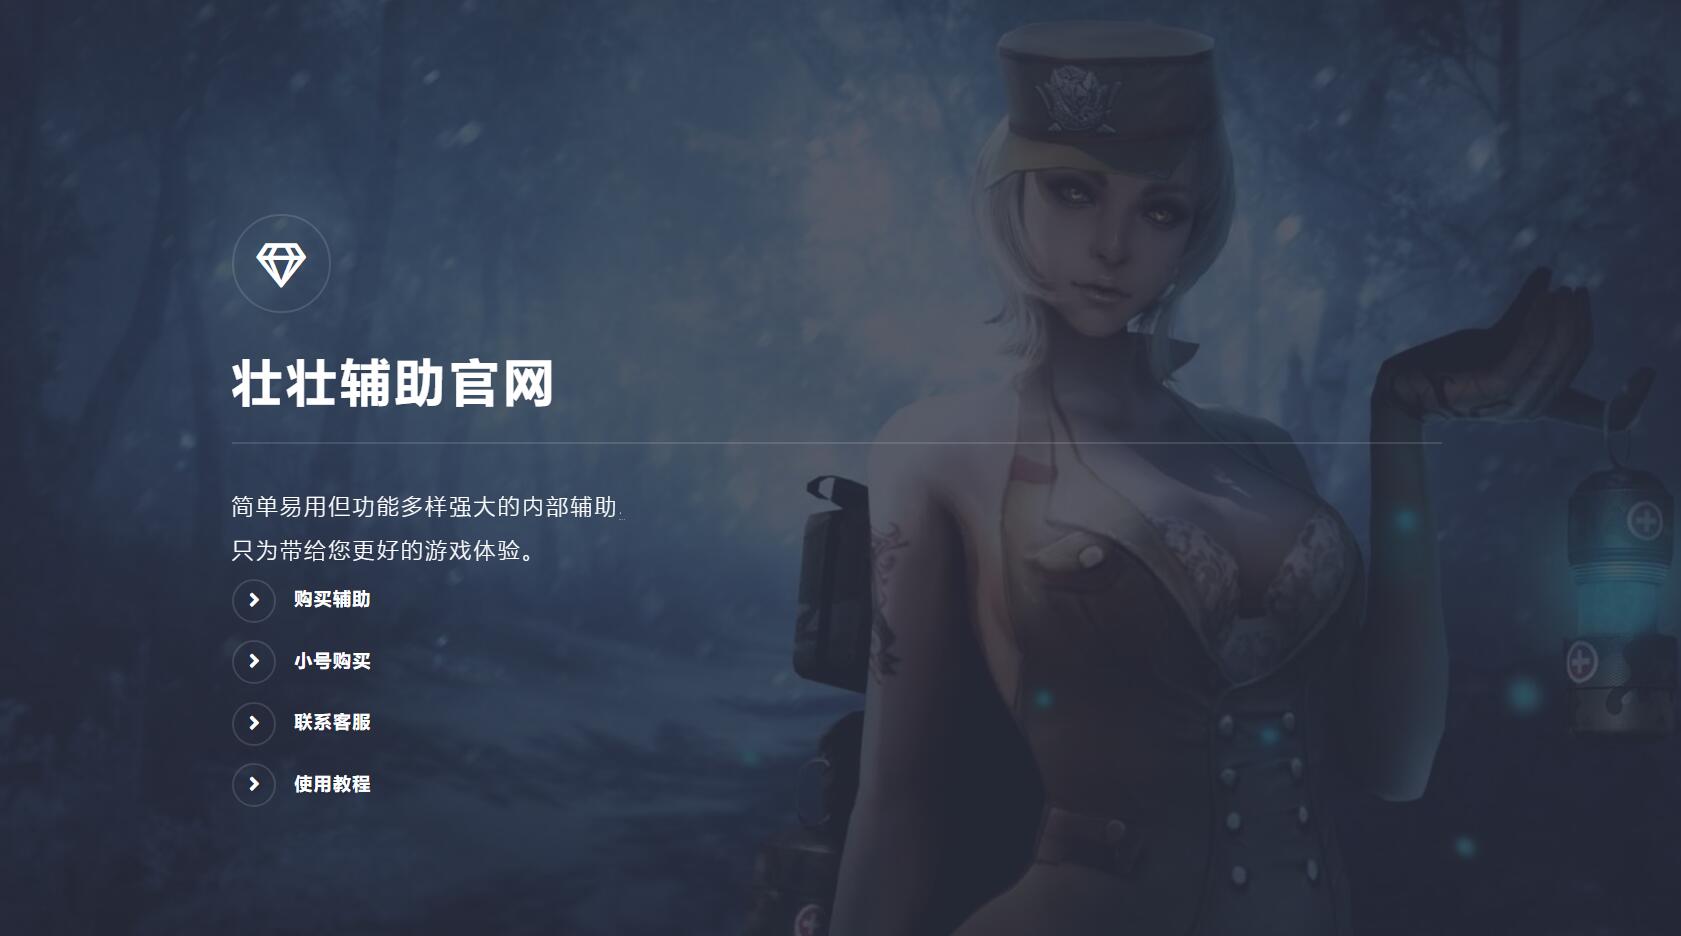 壮壮辅助官网
简单易用但功能多样强大的内部辅助.
只为带给您更好的游戏体验。
购买辅助
小号购买
联系客服
使用教程